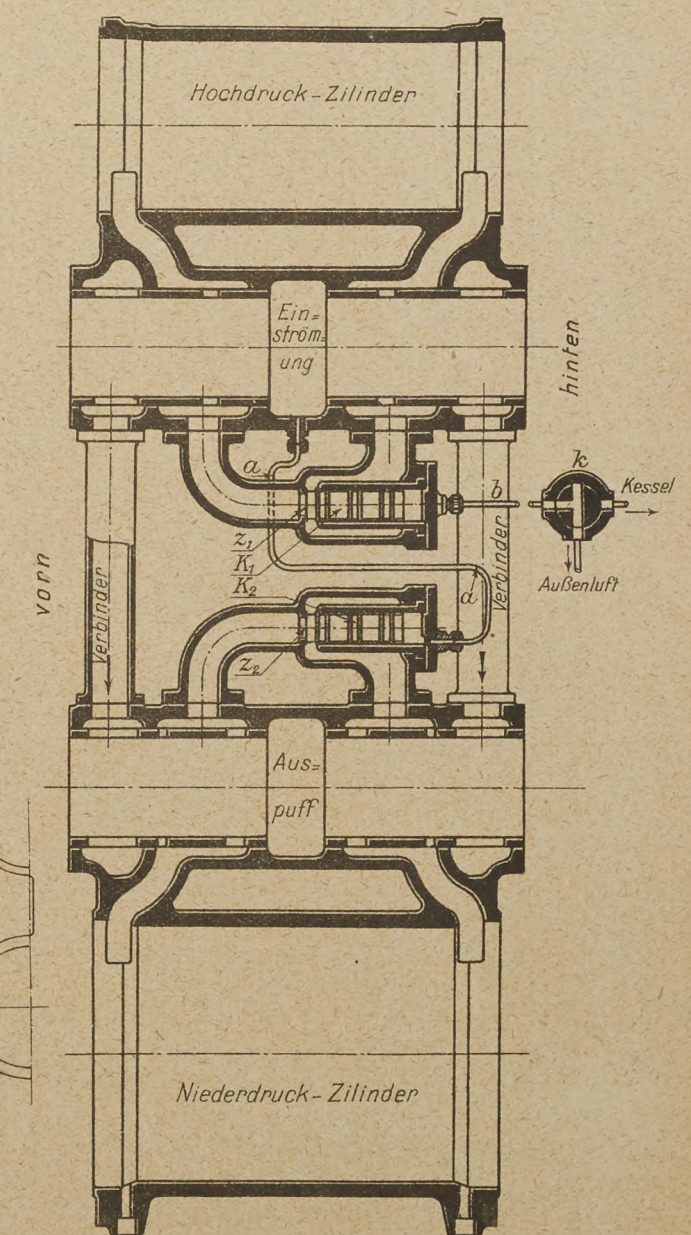 Hochdruck-Zilinder
Ein=
ström=
ung
hinten
a
k
b
Kessel
z₁
K₁
K₂
Verbinder
a
Außenluft
vorn
Verbinder
z₂
Aus=
puff
Niederdruck-Zilinder